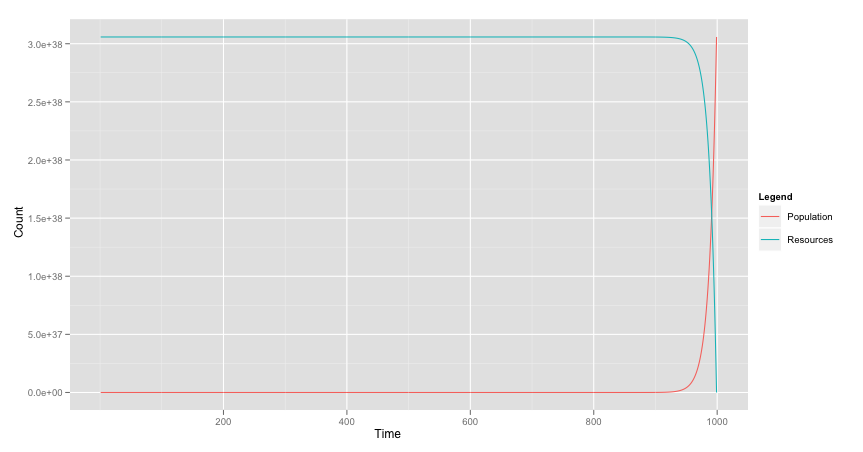 3.0e+38
2.5e+38
2.0e+38
1.5e+38
1.0e+38
5.0e+37
0.0e+00
Count
200
400
600
800
1000
Time
Legend
Population
Resources